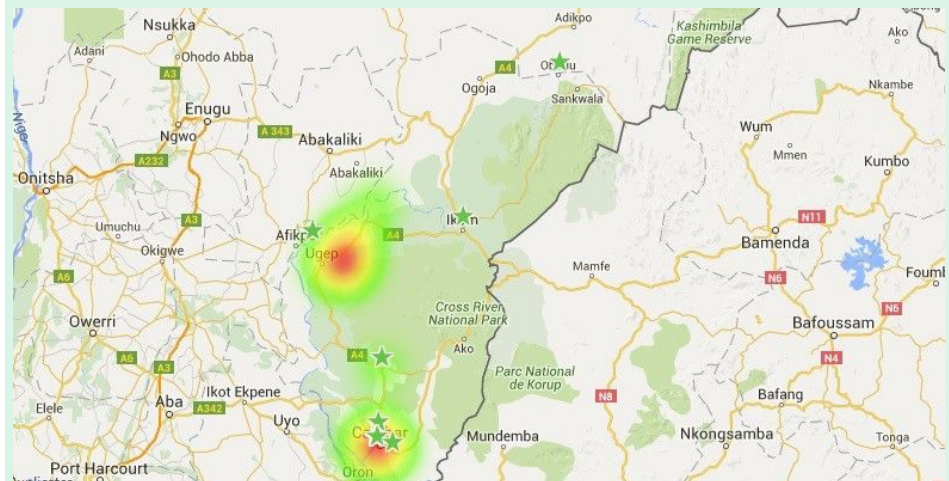 Nsukka
Adani
Ohodo Abba
A3
Enugu
Ngwo
A 343
Abakaliki
A232
Abakaliki
Niger
Onitsha
Umuchu
A3
Okigwe
Afikpo
Ugep
A4
A6
Owerri
A6
A3
Aba
Ikot Ekpene
A342
Elele
Uyo
Port Harcourt
Oron
A4
Adikpo
A4
Ogoja
Sankwala
Kashimbila
Game Reserve
Ako
Nkambe
Wum
Mmen
Kumbo
N11
Bamenda
Mamfe
N6
Foumb
Cross River
National Park
Ako
Parc National
de Korup
Bafoussam
N6
N4
N8
Bafang
Mundemba
Nkongsamba
Tonga